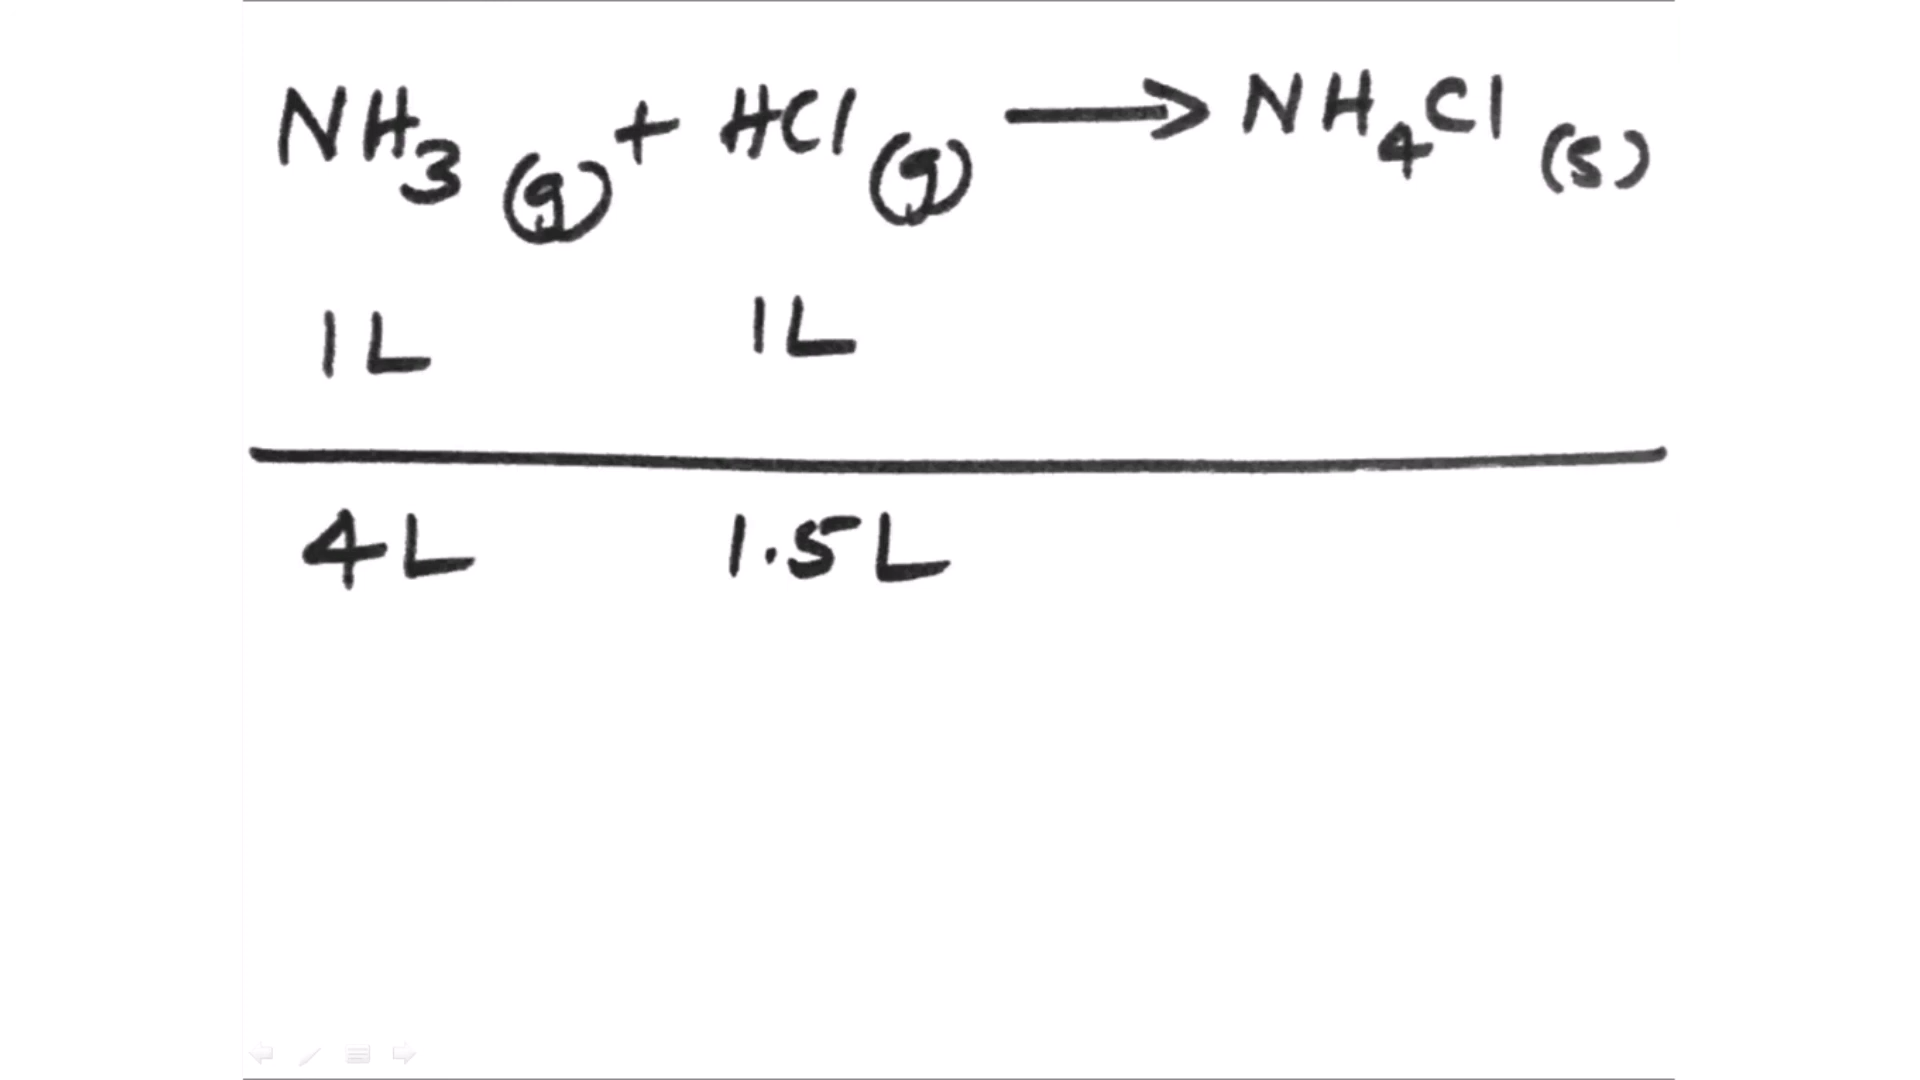 NH3 (g) + HCl (g) → NH4Cl (s)
1L 1L
4L 1.5L